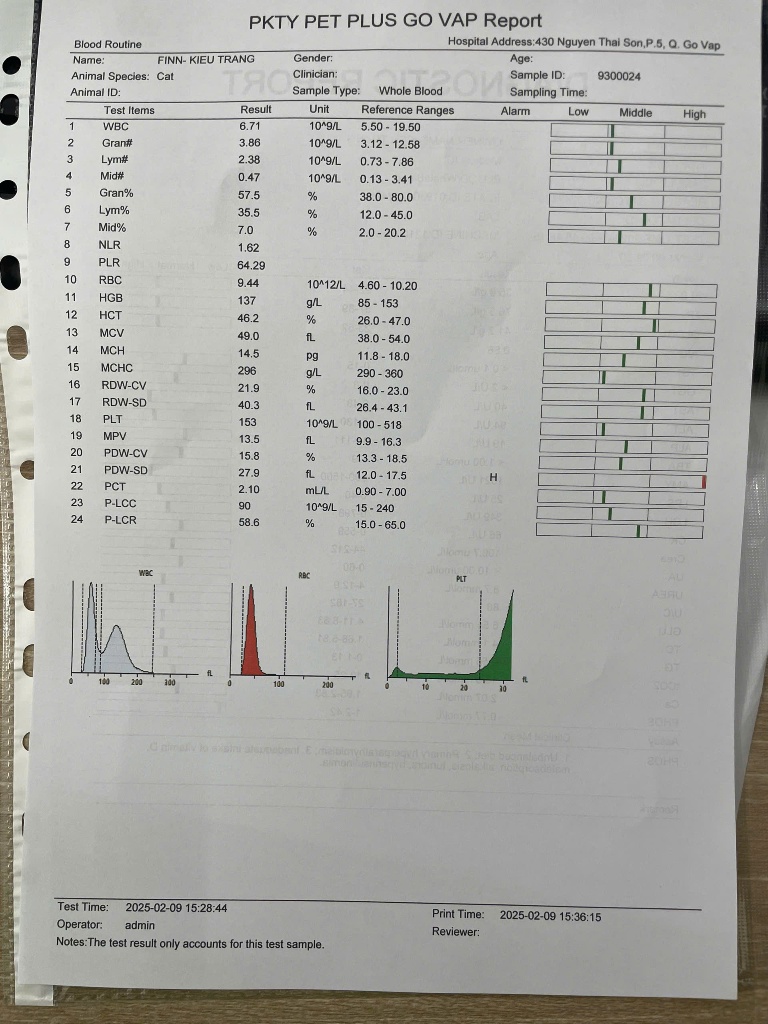 PKTY PET PLUS GO VAP Report
Blood Routine Hospital Address:430 Nguyen Thai Son,P.5, Q. Go Vap
Name: FINN- KIEU TRANG Gender: Age:
Animal Species: Cat Clinician: Sample ID: 9300024
Animal ID: Sample Type: Whole Blood Sampling Time:
Test Items Result Unit Reference Ranges Alarm Low Middle High
1 WBC 6.71 10^9/L 5.50 - 19.50
2 Gran# 3.86 10^9/L 3.12 - 12.58
3 Lym# 2.38 10^9/L 0.73 - 7.86
4 Mid# 0.47 10^9/L 0.13 - 3.41
5 Gran% 57.5 % 38.0 - 80.0
6 Lym% 35.5 % 12.0 - 45.0
7 Mid% 7.0 % 2.0 - 20.2
8 NLR 1.62
9 PLR 64.29
10 RBC 9.44 10^12/L 4.60 - 10.20
11 HGB 137 g/L 85 - 153
12 HCT 46.2 % 26.0 - 47.0
13 MCV 49.0 fL 38.0 - 54.0
14 MCH 14.5 pg 11.8 - 18.0
15 MCHC 296 g/L 290 - 360
16 RDW-CV 21.9 % 16.0 - 23.0
17 RDW-SD 40.3 fL 26.4 - 43.1
18 PLT 153 10^9/L 100 - 518
19 MPV 13.5 fL 9.9 - 16.3
20 PDW-CV 15.8 % 13.3 - 18.5
21 PDW-SD 27.9 fL 12.0 - 17.5 H
22 PCT 2.10 mL/L 0.90 - 7.00
23 P-LCC 90 10^9/L 15 - 240
24 P-LCR 58.6 % 15.0 - 65.0
WBC RBC PLT
0 100 200 300 fL 0 100 200 fL 0 10 20 30 fL
Test Time: 2025-02-09 15:28:44 Print Time: 2025-02-09 15:36:15
Operator: admin Reviewer:
Notes:The test result only accounts for this test sample.